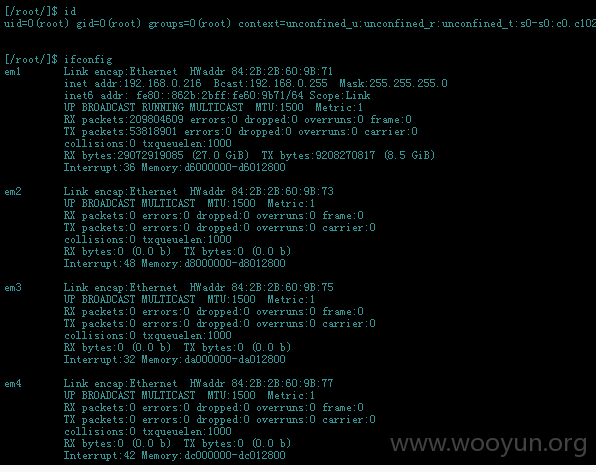 [/root/]$ id
uid=0(root) gid=0(root) groups=0(root) context=unconfined_u:unconfined_r:unconfined_t:s0-s0:c0.c102
[/root/]$ ifconfig
em1 Link encap:Ethernet HWaddr 84:2B:2B:60:9B:71
inet addr:192.168.0.216 Bcast:192.168.0.255 Mask:255.255.255.0
inet6 addr: fe80::862b:2bff:fe60:9b71/64 Scope:Link
UP BROADCAST RUNNING MULTICAST MTU:1500 Metric:1
RX packets:209804609 errors:0 dropped:0 overruns:0 frame:0
TX packets:53818901 errors:0 dropped:0 overruns:0 carrier:0
collisions:0 txqueuelen:1000
RX bytes:29072919085 (27.0 GiB) TX bytes:9208270817 (8.5 GiB)
Interrupt:36 Memory:d6000000-d6012800
em2 Link encap:Ethernet HWaddr 84:2B:2B:60:9B:73
UP BROADCAST MULTICAST MTU:1500 Metric:1
RX packets:0 errors:0 dropped:0 overruns:0 frame:0
TX packets:0 errors:0 dropped:0 overruns:0 carrier:0
collisions:0 txqueuelen:1000
RX bytes:0 (0.0 b) TX bytes:0 (0.0 b)
Interrupt:48 Memory:d8000000-d8012800
em3 Link encap:Ethernet HWaddr 84:2B:2B:60:9B:75
UP BROADCAST MULTICAST MTU:1500 Metric:1
RX packets:0 errors:0 dropped:0 overruns:0 frame:0
TX packets:0 errors:0 dropped:0 overruns:0 carrier:0
collisions:0 txqueuelen:1000
RX bytes:0 (0.0 b) TX bytes:0 (0.0 b)
Interrupt:32 Memory:da000000-da012800
em4 Link encap:Ethernet HWaddr 84:2B:2B:60:9B:77
UP BROADCAST MULTICAST MTU:1500 Metric:1
RX packets:0 errors:0 dropped:0 overruns:0 frame:0
TX packets:0 errors:0 dropped:0 overruns:0 carrier:0
collisions:0 txqueuelen:1000
RX bytes:0 (0.0 b) TX bytes:0 (0.0 b)
Interrupt:42 Memory:dc000000-dc012800
www.wooyun.org